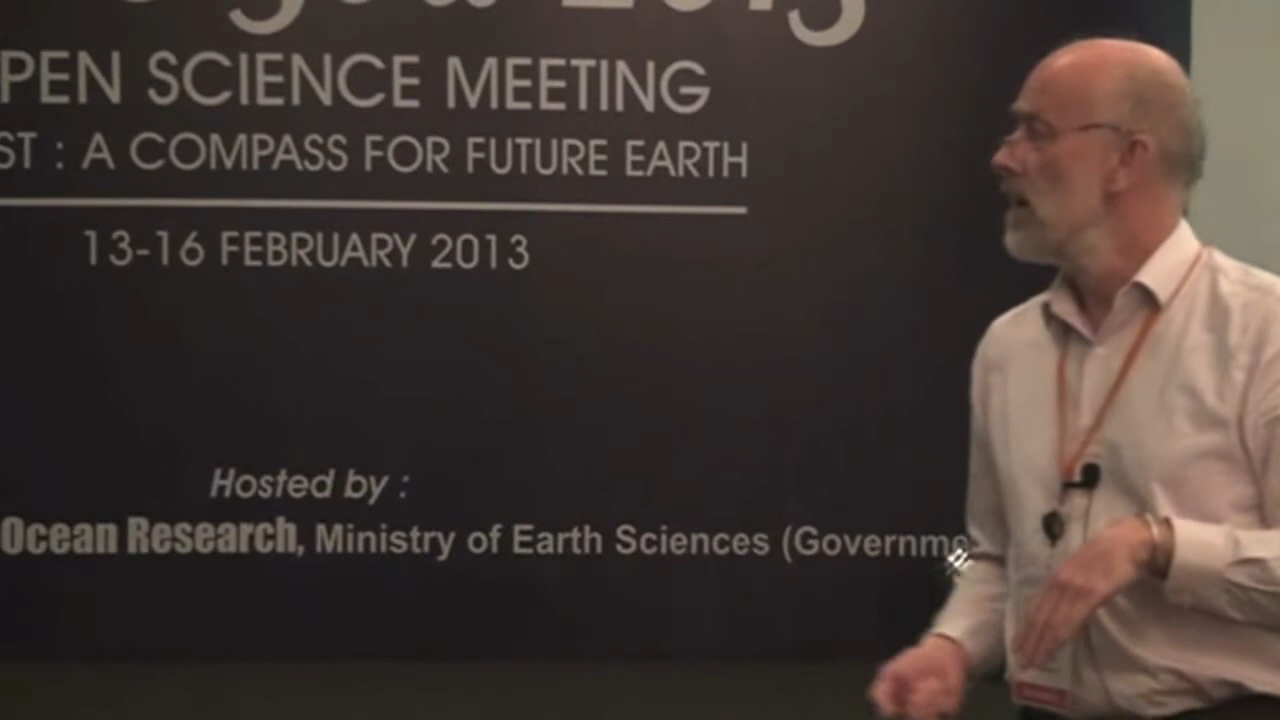 2013
PEN SCIENCE MEETING
ST : A COMPASS FOR FUTURE EARTH
13-16 FEBRUARY 2013
Hosted by :
Ocean Research, Ministry of Earth Sciences (Governme